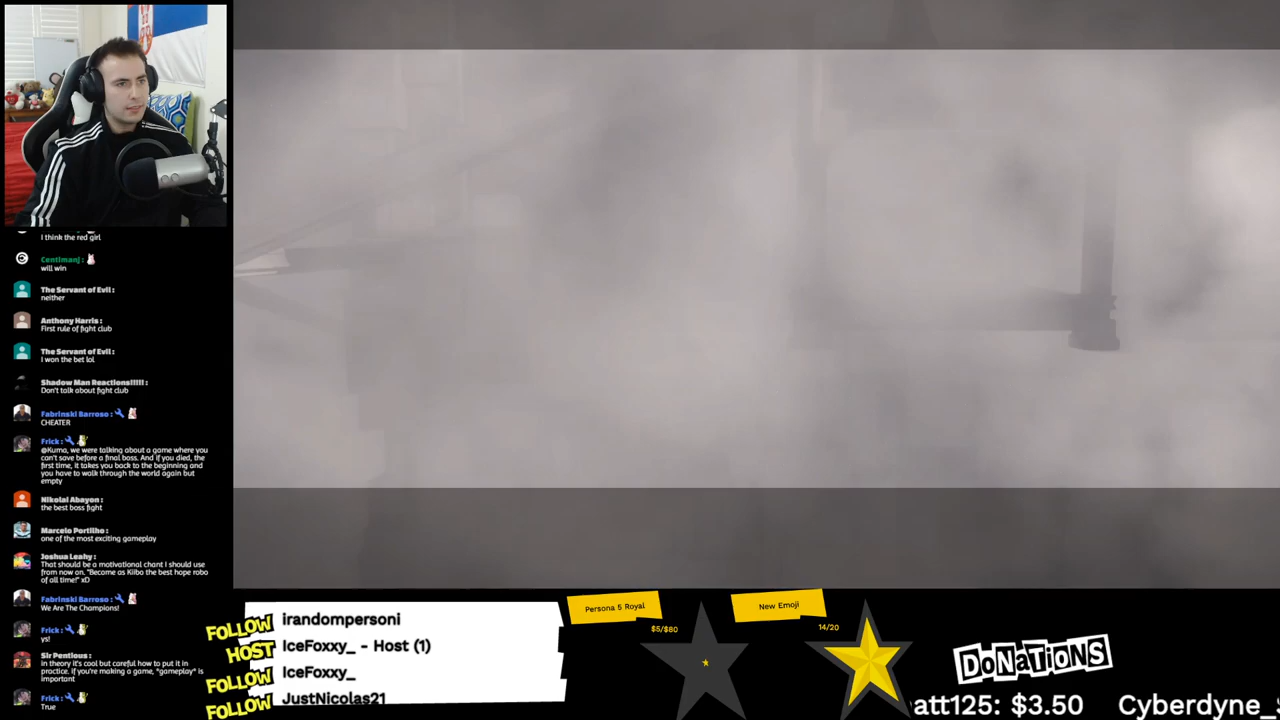 I think the red girl
Centimanj :
will win
The Servant of Evil :
neither
Anthony Harris :
First rule of fight club
The Servant of Evil :
I won the bet lol
Shadow Man Reactions!!!!! :
Don't talk about fight club
Fabrinski Barroso :
CHEATER
Frick :
@Kuma, we were talking about a game where you
can't save before a final boss. And if you died, the
first time, it takes you back to the beginning and
you have to walk through the world again but
empty
Nikolai Abayon :
the best boss fight
Marcelo Portilho :
one of the most exciting gameplay
Joshua Leahy :
That should be a motivational chant I should use
from now on. "Become as Kiibo the best hope robo
of all time!" xD
Fabrinski Barroso :
We Are The Champions!
Frick :
ys!
Sir Pentious :
In theory it's cool but careful how to put it in
practice. if you're making a game, *gameplay* is
important
Frick :
True
FOLLOW irandompersoni
HOST IceFoxxy_ - Host (1)
FOLLOW IceFoxxy_
FOLLOW JustNicolas21
Persona 5 Royal
$5/$80
New Emoji
14/20
DONATIONS
att125: $3.50 Cyberdyne_